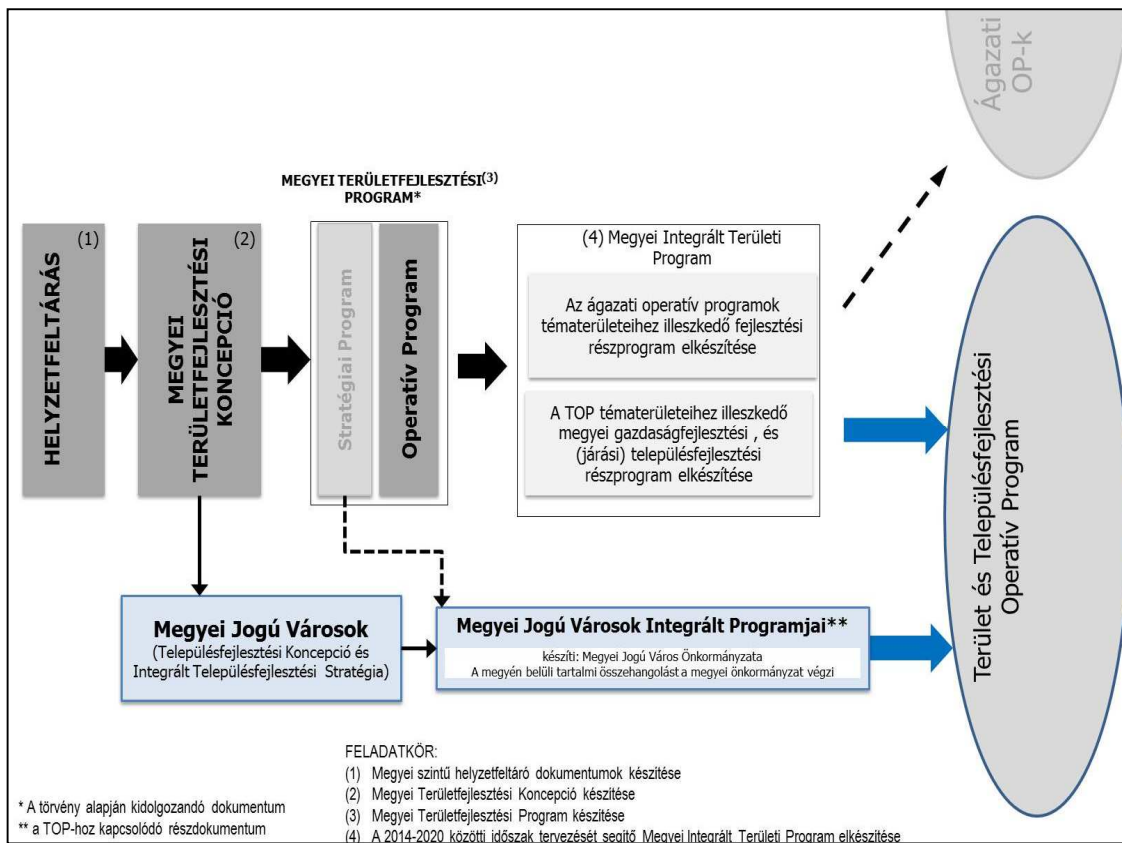 Ágazati
OP-k
MEGYEI TERÜLETFEJLESZTÉSI(3)
PROGRAM*
(1)
HELYZETFELTÁRÁS
(2)
MEGYEI
TERÜLETFEJLESZTÉSI
KONCEPCIÓ
Stratégiai Program
Operatív Program
(4) Megyei Integrált Területi
Program
Az ágazati operatív programok
tématerületeihez illeszkedő fejlesztési
részprogram elkészítése
A TOP tématerületeihez illeszkedő
megyei gazdaságfejlesztési , és
(járási) településfejlesztési
részprogram elkészítése
Terület és Településfejlesztési
Operatív Program
Megyei Jogú Városok
(Településfejlesztési Koncepció és
Integrált Településfejlesztési Stratégia)
Megyei Jogú Városok Integrált Programjai**
készíti: Megyei Jogú Város Önkormányzata
A megyén belüli tartalmi összehangolást a megyei önkormányzat végzi
FELADATKÖR:
(1) Megyei szintű helyzetfeltáró dokumentumok készítése
(2) Megyei Területfejlesztési Koncepció készítése
(3) Megyei Területfejlesztési Program készítése
(4) A 2014-2020 közötti időszak tervezését segítő Megyei Integrált Területi Program elkészítése
* A törvény alapján kidolgozandó dokumentum
** a TOP-hoz kapcsolódó részdokumentum